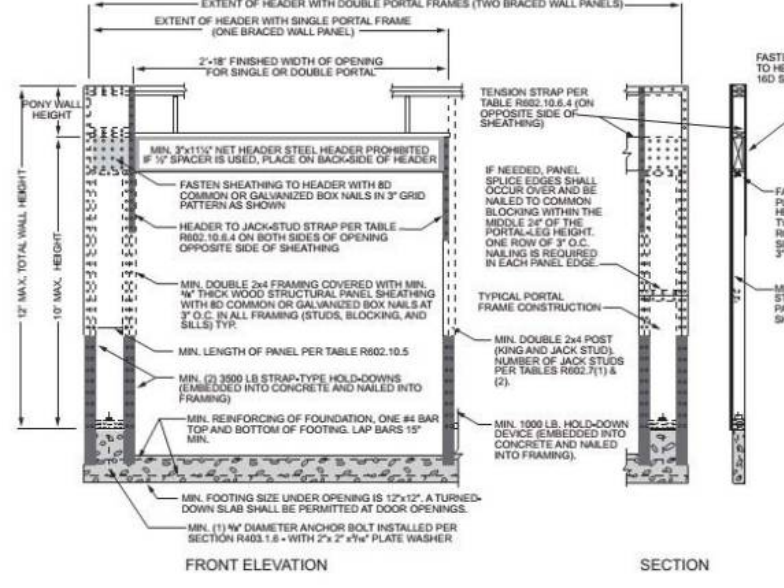 EXTENT OF HEADER WITH DOUBLE PORTAL FRAMES (TWO BRACED WALL PANELS)
EXTENT OF HEADER WITH SINGLE PORTAL FRAME
(ONE BRACED WALL PANEL)
2'-18' FINISHED WIDTH OF OPENING
FOR SINGLE OR DOUBLE PORTAL
PONY WALL
HEIGHT
12' MAX. TOTAL WALL HEIGHT
10' MAX. HEIGHT
MIN. 3"x11¼" NET HEADER STEEL HEADER PROHIBITED
IF ½" SPACER IS USED, PLACE ON BACK-SIDE OF HEADER
FASTEN SHEATHING TO HEADER WITH 8D
COMMON OR GALVANIZED BOX NAILS IN 3" GRID
PATTERN AS SHOWN
HEADER TO JACK-STUD STRAP PER TABLE
R602.10.6.4 ON BOTH SIDES OF OPENING
OPPOSITE SIDE OF SHEATHING
MIN. DOUBLE 2x4 FRAMING COVERED WITH MIN.
THICK WOOD STRUCTURAL PANEL SHEATHING
WITH 8D COMMON OR GALVANIZED BOX NAILS AT
3" O.C. IN ALL FRAMING (STUDS, BLOCKING, AND
SILLS) TYP.
MIN. LENGTH OF PANEL PER TABLE R602.10.5
MIN. (2) 3500 LB STRAP-TYPE HOLD-DOWNS
(EMBEDDED INTO CONCRETE AND NAILED INTO
FRAMING)
MIN. REINFORCING OF FOUNDATION, ONE #4 BAR
TOP AND BOTTOM OF FOOTING. LAP BARS 15"
MIN.
MIN. FOOTING SIZE UNDER OPENING IS 12"x12". A TURNED-
DOWN SLAB SHALL BE PERMITTED AT DOOR OPENINGS.
MIN. (1) DIAMETER ANCHOR BOLT INSTALLED PER
SECTION R403.1.6 - WITH 2"x 2" x PLATE WASHER
FRONT ELEVATION
TENSION STRAP PER
TABLE R602.10.6.4 (ON
OPPOSITE SIDE OF
SHEATHING)
IF NEEDED, PANEL
SPLICE EDGES SHALL
OCCUR OVER AND BE
NAILED TO COMMON
BLOCKING WITHIN THE
MIDDLE 24" OF THE
PORTAL-LEG HEIGHT.
ONE ROW OF 3" O.C.
NAILING IS REQUIRED
IN EACH PANEL EDGE.
TYPICAL PORTAL
FRAME CONSTRUCTION
MIN. DOUBLE 2x4 POST
(KING AND JACK STUD).
NUMBER OF JACK STUDS
PER TABLES R602.7(1) &
(2).
MIN. 1000 LB. HOLD-DOWN
DEVICE (EMBEDDED INTO
CONCRETE AND NAILED
INTO FRAMING).
TO HE
16D S
SECTION